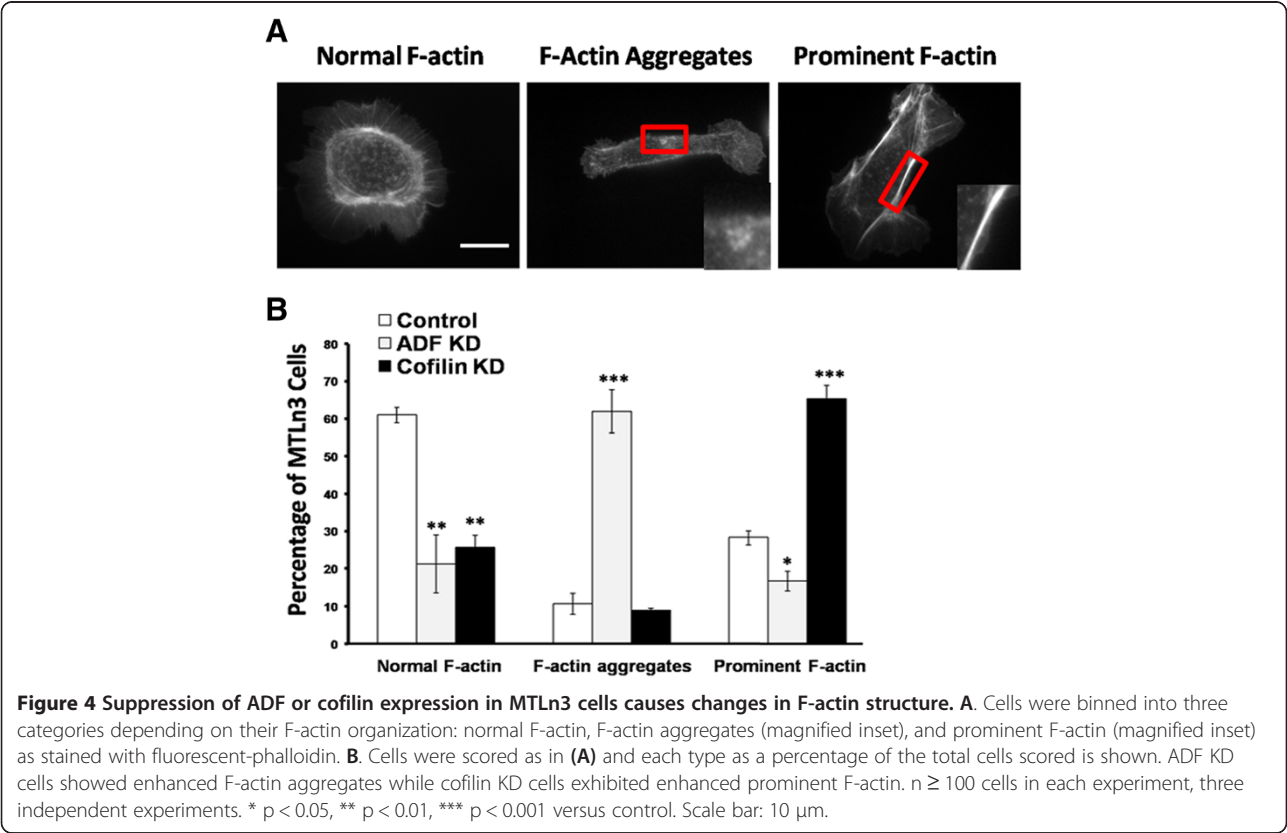 A
Normal F-actin
F-Actin Aggregates
Prominent F-actin
B
Control
ADF KD
Cofilin KD
Percentage of MTLn3 Cells
80
70
60
50
40
30
20
10
0
** **
***
*
***
Normal F-actin
F-actin aggregates
Prominent F-actin
Figure 4 Suppression of ADF or cofilin expression in MTLn3 cells causes changes in F-actin structure. A. Cells were binned into three
categories depending on their F-actin organization: normal F-actin, F-actin aggregates (magnified inset), and prominent F-actin (magnified inset)
as stained with fluorescent-phalloidin. B. Cells were scored as in (A) and each type as a percentage of the total cells scored is shown. ADF KD
cells showed enhanced F-actin aggregates while cofilin KD cells exhibited enhanced prominent F-actin. n ≥ 100 cells in each experiment, three
independent experiments. * p < 0.05, ** p < 0.01, *** p < 0.001 versus control. Scale bar: 10 μm.